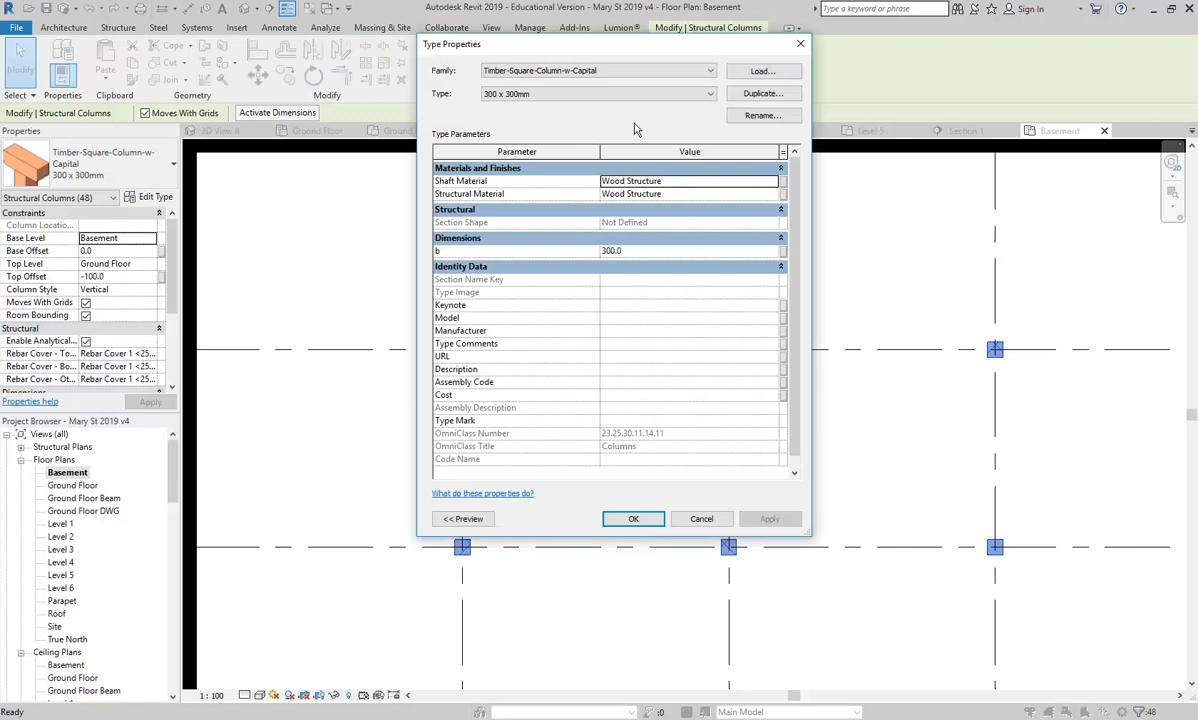 Autodesk Revit 2019 - Educational Version - Mary St 2019 v4 - Floor Plan: Basement
Type a keyword or phrase
Sign In
File Architecture Structure Steel Systems Insert Annotate Analyze Massing & Site Collaborate View Manage Add-Ins Lumion® Modify | Structural Columns
Modify
Properties
Paste
Cope
Cut
Join
Select Properties Clipboard Geometry Modify
Modify | Structural Columns Moves With Grids Activate Dimensions
Properties
Timber-Square-Column-w-Capital
300 x 300mm
Structural Columns (48) Edit Type
Constraints
Column Locatio...
Base Level Basement
Base Offset 0.0
Top Level Ground Floor
Top Offset -100.0
Column Style Vertical
Moves With Grids
Room Bounding
Structural
Enable Analytical...
Rebar Cover - To... Rebar Cover 1 <25...
Rebar Cover - Bo... Rebar Cover 1 <25...
Rebar Cover - Ot... Rebar Cover 1 <25...
Properties help Apply
Project Browser - Mary St 2019 v4
Views (all)
Structural Plans
Floor Plans
Basement
Ground Floor
Ground Floor Beam
Ground Floor DWG
Level 1
Level 2
Level 3
Level 4
Level 5
Level 6
Parapet
Roof
Site
True North
Ceiling Plans
Basement
Ground Floor
Ground Floor Beam
2D View 8
Ground Floor
Ground
Level 5
Section 1
Basement
Type Properties
Family: Timber-Square-Column-w-Capital Load...
Type: 300 x 300mm Duplicate...
Rename...
Type Parameters
Parameter Value =
Materials and Finishes
Shaft Material Wood Structure
Structural Material Wood Structure
Structural
Section Shape Not Defined
Dimensions
b 300.0
Identity Data
Section Name Key
Type Image
Keynote
Model
Manufacturer
Type Comments
URL
Description
Assembly Code
Cost
Assembly Description
Type Mark
OmniClass Number 23.25.30.11.14.11
OmniClass Title Columns
Code Name
What do these properties do?
<< Preview OK Cancel Apply
1 : 100
Ready
:0
Main Model
:48